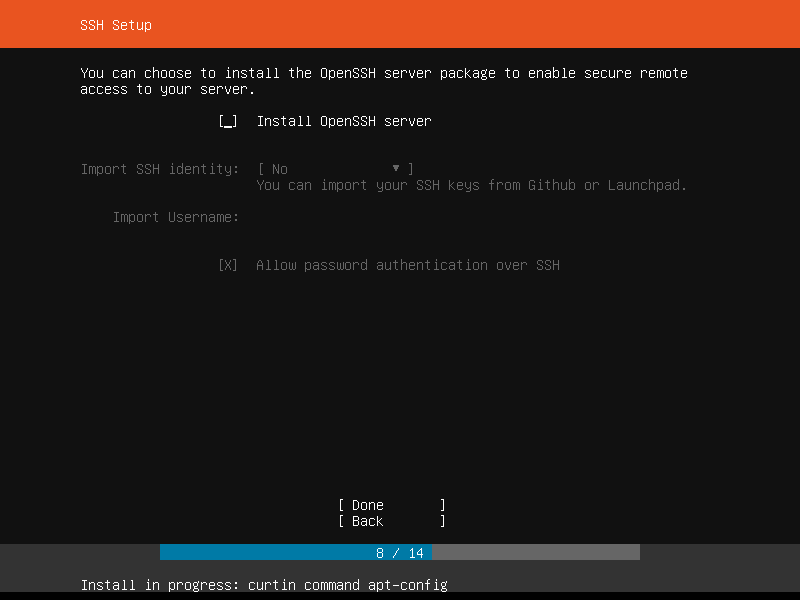 SSH Setup
You can choose to install the OpenSSH server package to enable secure remote
access to your server.
[_] Install OpenSSH server
Import SSH identity: [ No ▼ ]
You can import your SSH keys from Github or Launchpad.
Import Username:
[X] Allow password authentication over SSH
[ Done ]
[ Back ]
8 / 14
Install in progress: curtin command apt-config